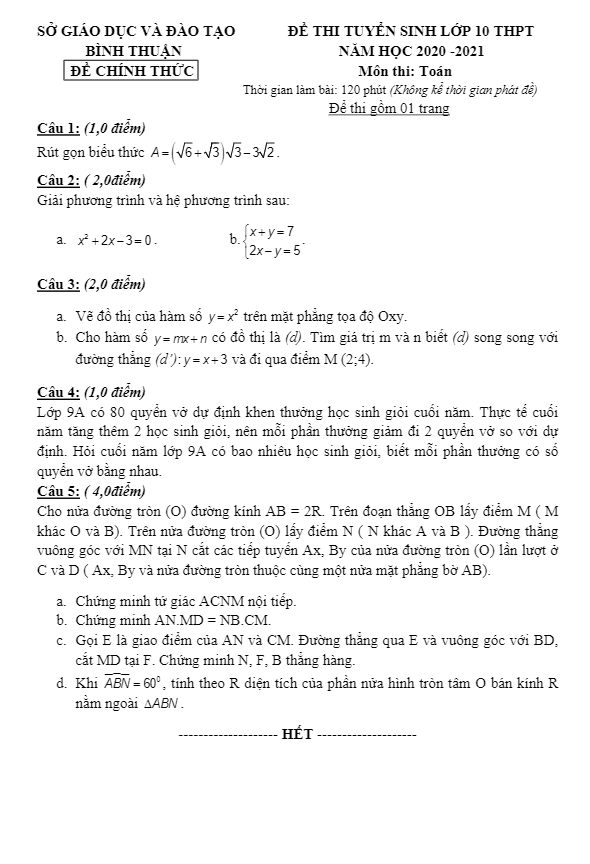 SỞ GIÁO DỤC VÀ ĐÀO TẠO
BÌNH THUẬN
ĐỀ CHÍNH THỨC
ĐỀ THI TUYỂN SINH LỚP 10 THPT
NĂM HỌC 2020 -2021
Môn thi: Toán
Thời gian làm bài: 120 phút (Không kể thời gian phát đề)
Đề thi gồm 01 trang
Câu 1: (1,0 điểm)
Rút gọn biểu thức A=(√6+√3)√3−3√2.
Câu 2: ( 2,0điểm)
Giải phương trình và hệ phương trình sau:
a. x²+2x−3=0. b. {x+y=7
2x−y=5.
Câu 3: (2,0 điểm)
a. Vẽ đồ thị của hàm số y=x² trên mặt phẳng tọa độ Oxy.
b. Cho hàm số y=mx+n có đồ thị là (d). Tìm giá trị m và n biết (d) song song với
đường thẳng (d'):y=x+3 và đi qua điểm M (2;4).
Câu 4: (1,0 điểm)
Lớp 9A có 80 quyển vở dự định khen thưởng học sinh giỏi cuối năm. Thực tế cuối
năm tăng thêm 2 học sinh giỏi, nên mỗi phần thưởng giảm đi 2 quyển vở so với dự
định. Hỏi cuối năm lớp 9A có bao nhiêu học sinh giỏi, biết mỗi phần thưởng có số
quyển vở bằng nhau.
Câu 5: ( 4,0điểm)
Cho nửa đường tròn (O) đường kính AB = 2R. Trên đoạn thẳng OB lấy điểm M ( M
khác O và B). Trên nửa đường tròn (O) lấy điểm N ( N khác A và B ). Đường thẳng
vuông góc với MN tại N cắt các tiếp tuyến Ax, By của nửa đường tròn (O) lần lượt ở
C và D ( Ax, By và nửa đường tròn thuộc cùng một nửa mặt phẳng bờ AB).
a. Chứng minh tứ giác ACNM nội tiếp.
b. Chứng minh AN.MD = NB.CM.
c. Gọi E là giao điểm của AN và CM. Đường thẳng qua E và vuông góc với BD,
cắt MD tại F. Chứng minh N, F, B thẳng hàng.
d. Khi ABN=60⁰, tính theo R diện tích của phần nửa hình tròn tâm O bán kính R
nằm ngoài ΔABN.
-------------------- HẾT --------------------